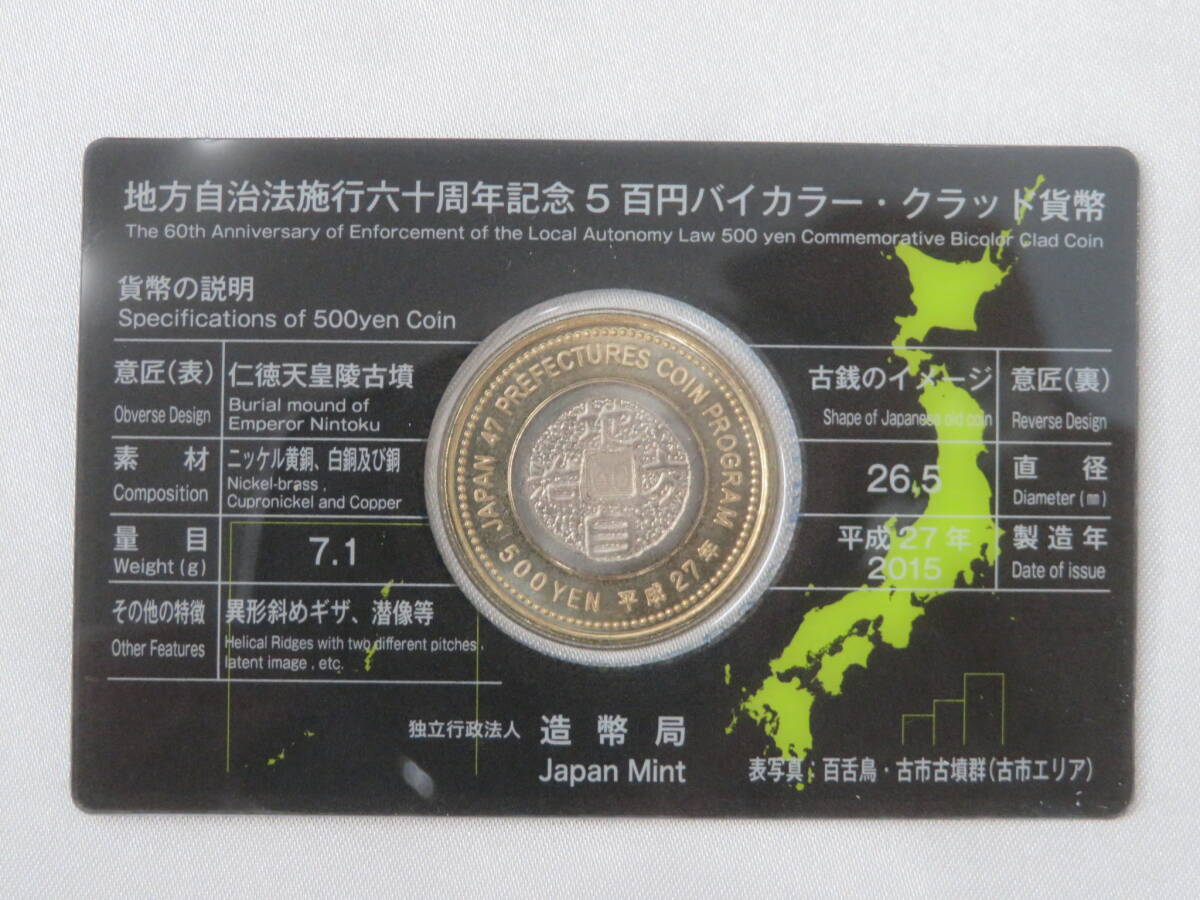 地方自治法施行六十周年記念5百円バイカラー・クラッド貨幣
The 60th Anniversary of Enforcement of the Local Autonomy Law 500 yen Commemorative Bicolor Clad Coin
貨幣の説明
Specifications of 500yen Coin
意匠(表)
Obverse Design
仁徳天皇陵古墳
Burial mound of
Emperor Nintoku
素材
Composition
ニッケル黄銅、白銅及び銅
Nickel-brass,
Cupronickel and Copper
量目
Weight(g)
7.1
その他の特徴
Other Features
異形斜めギザ、潜像等
Helical Ridges with two different pitches,
latent image, etc.
JAPAN 47 PREFECTURES COIN PROGRAM
500 YEN 平成27年
古銭のイメージ
Shape of Japanese old coin
意匠(裏)
Reverse Design
26.5
直径
Diameter(㎜)
平成27年
2015
製造年
Date of issue
独立行政法人 造幣局
Japan Mint
表写真:百舌鳥・古市古墳群(古市エリア)